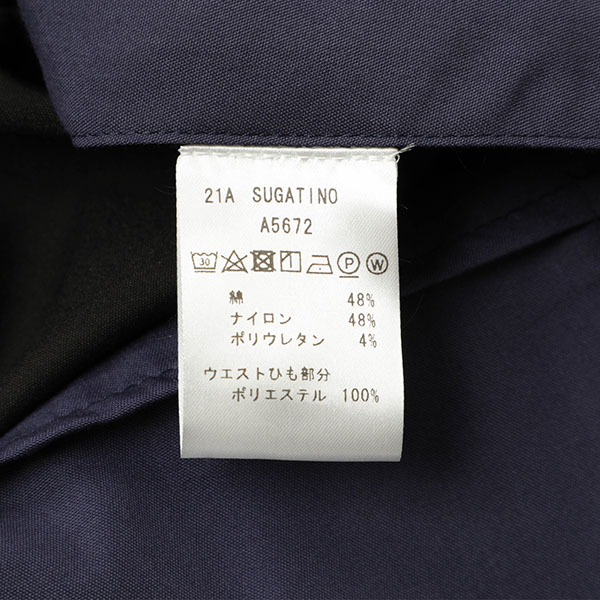 21A SUGATINO
A5672
30 P W
綿 48%
ナイロン 48%
ポリウレタン 4%
ウエストひも部分
ポリエステル 100%